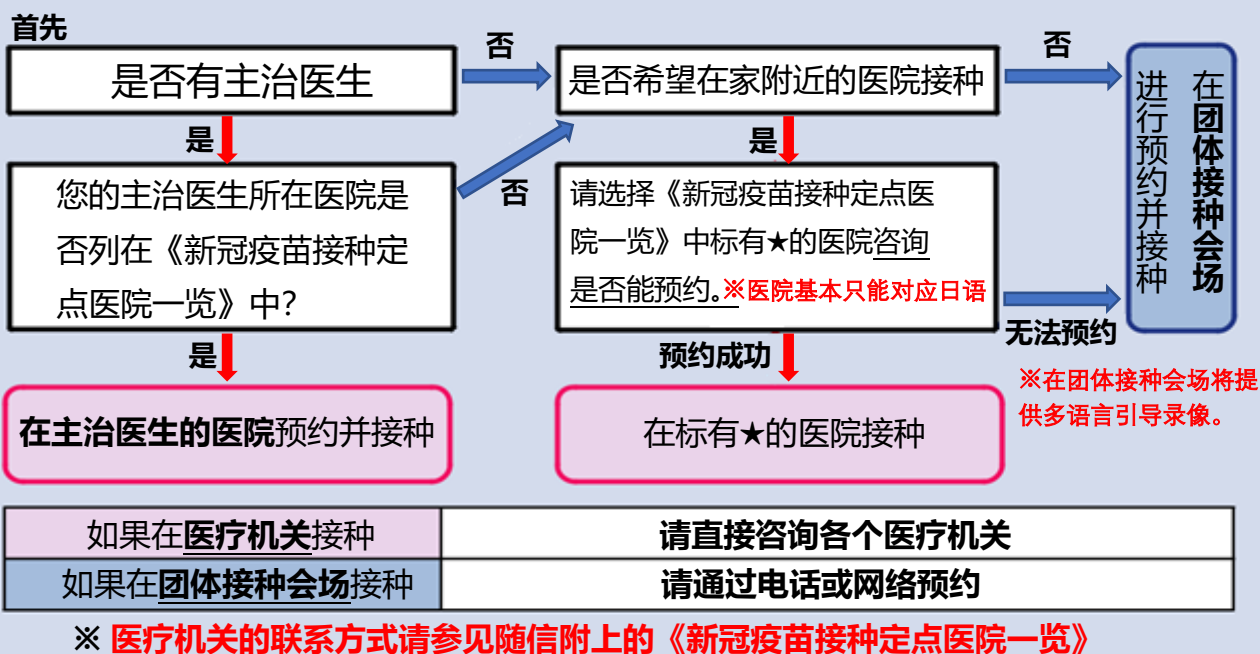 首先
是否有主治医生
否
是否希望在家附近的医院接种
否
在团体接种会场
进行预约并接种
是
是
您的主治医生所在医院是
否列在《新冠疫苗接种定
点医院一览》中？
否
请选择《新冠疫苗接种定点医
院一览》中标有★的医院咨询
是否能预约。※医院基本只能对应日语
无法预约
是
预约成功
※在团体接种会场将提
供多语言引导录像。
在主治医生的医院预约并接种
在标有★的医院接种
如果在医疗机关接种
请直接咨询各个医疗机关
如果在团体接种会场接种
请通过电话或网络预约
※ 医疗机关的联系方式请参见随信附上的《新冠疫苗接种定点医院一览》